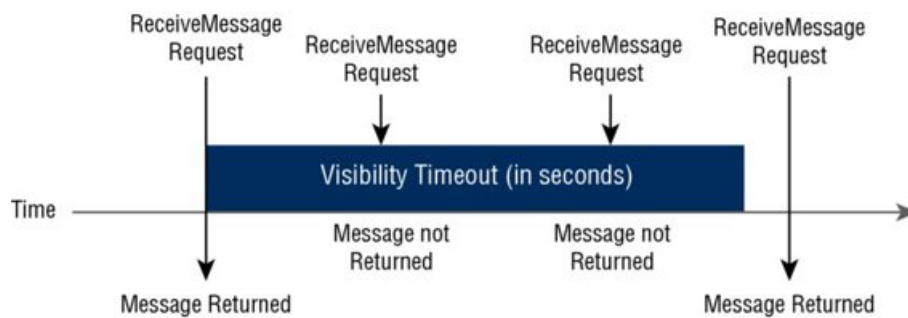 ReceiveMessage
Request
ReceiveMessage
Request
ReceiveMessage
Request
ReceiveMessage
Request
Visibility Timeout (in seconds)
Time
Message not
Returned
Message not
Returned
Message Returned
Message Returned